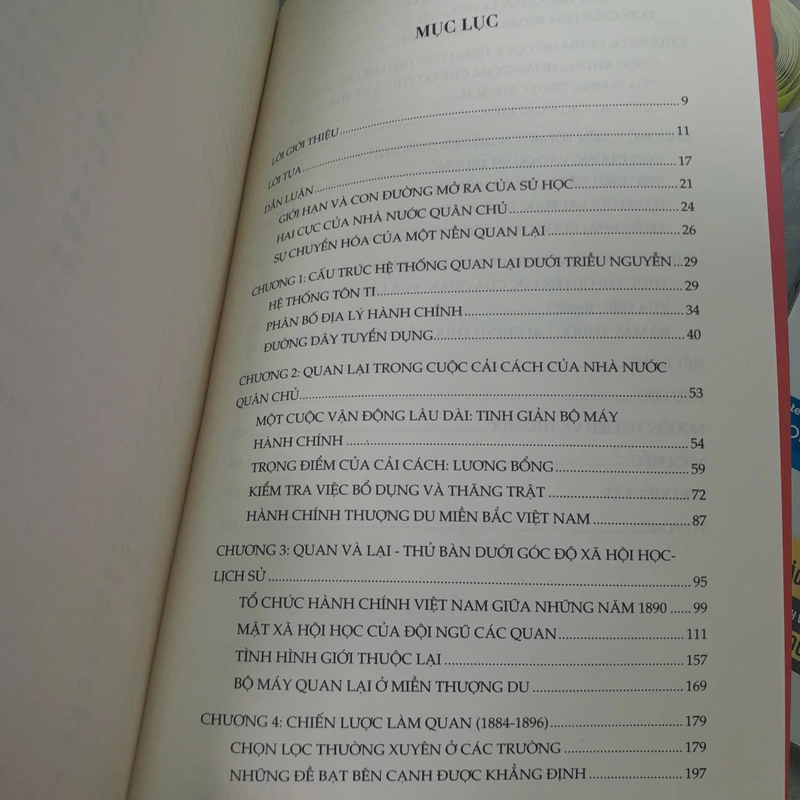 MỤC LỤC
LỜI GIỚI THIỆU 9
LỜI TỰA 11
DẪN LUẬN 17
GIỚI HẠN VÀ CON ĐƯỜNG MỞ RA CỦA SỬ HỌC 21
HAI CỰC CỦA NHÀ NƯỚC QUÂN CHỦ 24
SỰ CHUYỂN HÓA CỦA MỘT NỀN QUAN LẠI 26
CHƯƠNG 1: CẤU TRÚC HỆ THỐNG QUAN LẠI DƯỚI TRIỀU NGUYỄN 29
HỆ THỐNG TÔN TI 29
PHÂN BỐ ĐỊA LÝ HÀNH CHÍNH 34
ĐƯỜNG DÂY TUYỂN DỤNG 40
CHƯƠNG 2: QUAN LẠI TRONG CUỘC CẢI CÁCH CỦA NHÀ NƯỚC
QUÂN CHỦ 53
MỘT CUỘC VẬN ĐỘNG LÂU DÀI: TINH GIẢN BỘ MÁY
HÀNH CHÍNH 54
TRỌNG ĐIỂM CỦA CẢI CÁCH: LƯƠNG BỔNG 59
KIỂM TRA VIỆC BỔ DỤNG VÀ THĂNG TRẬT 72
HÀNH CHÍNH THƯỢNG DU MIỀN BẮC VIỆT NAM 87
CHƯƠNG 3: QUAN VÀ LẠI - THỦ BÀN DƯỚI GÓC ĐỘ XÃ HỘI HỌC-
LỊCH SỬ 95
TỔ CHỨC HÀNH CHÍNH VIỆT NAM GIỮA NHỮNG NĂM 1890 99
MẶT XÃ HỘI HỌC CỦA ĐỘI NGŨ CÁC QUAN 111
TÌNH HÌNH GIỚI THUỘC LẠI 157
BỘ MÁY QUAN LẠI Ở MIỀN THƯỢNG DU 169
CHƯƠNG 4: CHIẾN LƯỢC LÀM QUAN (1884-1896) 179
CHỌN LỌC THƯỜNG XUYÊN Ở CÁC TRƯỜNG 179
NHỮNG ĐỀ BẠT BÊN CẠNH ĐƯỢC KHẲNG ĐỊNH 197